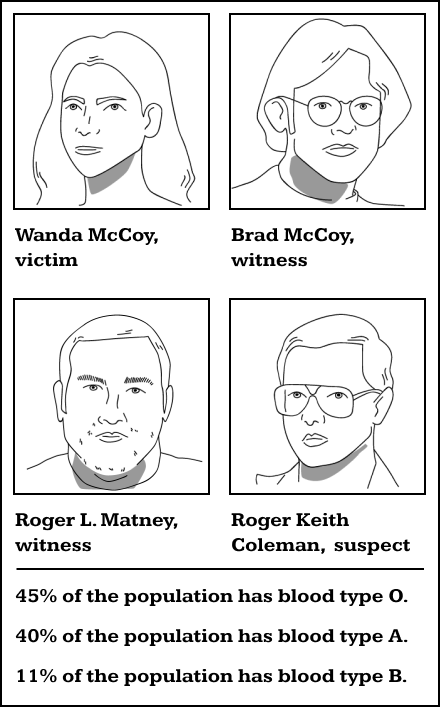 Wanda McCoy,
victim
Brad McCoy,
witness
Roger L. Matney,
witness
Roger Keith
Coleman, suspect
45% of the population has blood type O.
40% of the population has blood type A.
11% of the population has blood type B.